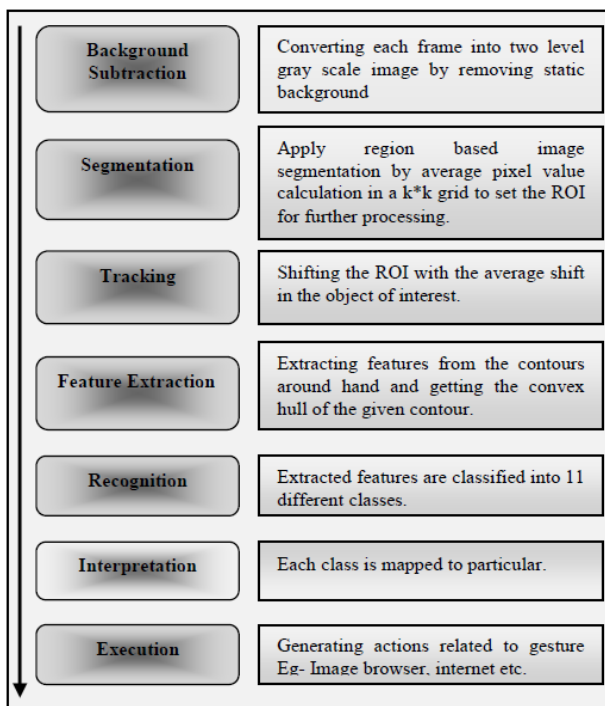 Background
Subtraction
Converting each frame into two level
gray scale image by removing static
background
Segmentation
Apply region based image
segmentation by average pixel value
calculation in a k*k grid to set the ROI
for further processing.
Tracking
Shifting the ROI with the average shift
in the object of interest.
Feature Extraction
Extracting features from the contours
around hand and getting the convex
hull of the given contour.
Recognition
Extracted features are classified into 11
different classes.
Interpretation
Each class is mapped to particular.
Execution
Generating actions related to gesture
Eg- Image browser, internet etc.